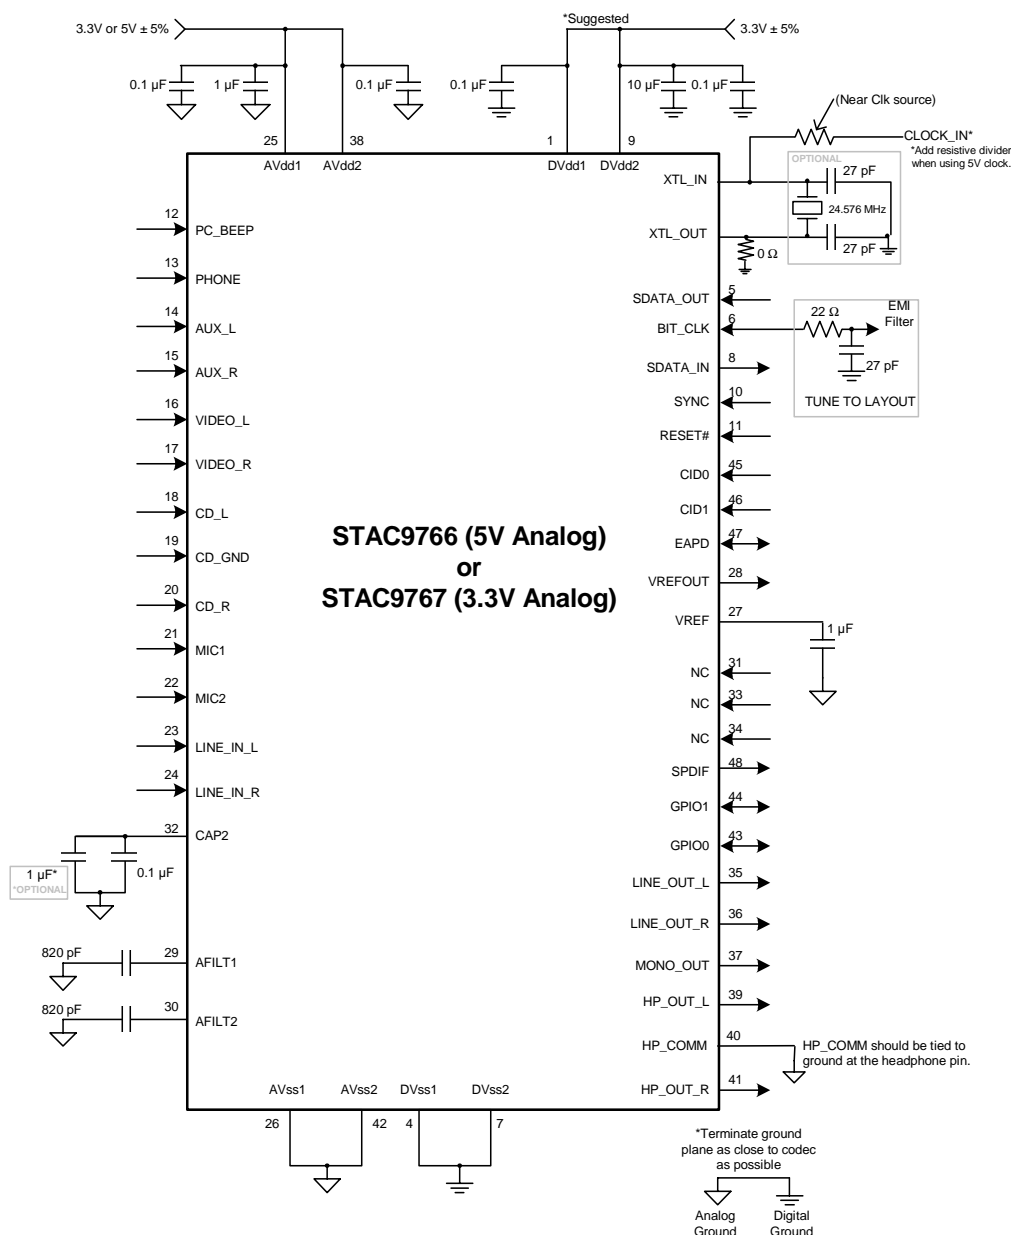 *Suggested
3.3V or 5V ± 5%
3.3V ± 5%
0.1 µF
1 µF
0.1 µF
0.1 µF
10 µF
0.1 µF
(Near Clk source)
CLOCK_IN*
*Add resistive divider
when using 5V clock.
25
38
1
9
AVdd1
AVdd2
DVdd1
DVdd2
OPTIONAL
27 pF
24.576 MHz
27 pF
XTL_IN
XTL_OUT
0 Ω
12
PC_BEEP
13
PHONE
14
AUX_L
15
AUX_R
16
VIDEO_L
17
VIDEO_R
18
CD_L
19
CD_GND
20
CD_R
21
MIC1
22
MIC2
23
LINE_IN_L
24
LINE_IN_R
32
CAP2
1 µF*
*OPTIONAL
0.1 µF
820 pF
29
AFILT1
820 pF
30
AFILT2
STAC9766 (5V Analog)
or
STAC9767 (3.3V Analog)
5
SDATA_OUT
6
BIT_CLK
22 Ω
EMI
Filter
27 pF
TUNE TO LAYOUT
8
SDATA_IN
10
SYNC
11
RESET#
45
CID0
46
CID1
47
EAPD
28
VREFOUT
27
VREF
1 µF
31
NC
33
NC
34
NC
48
SPDIF
44
GPIO1
43
GPIO0
35
LINE_OUT_L
36
LINE_OUT_R
37
MONO_OUT
39
HP_OUT_L
40
HP_COMM
HP_COMM should be tied to
ground at the headphone pin.
41
HP_OUT_R
AVss1
AVss2
DVss1
DVss2
26
42
4
7
*Terminate ground
plane as close to codec
as possible
Analog
Ground
Digital
Ground